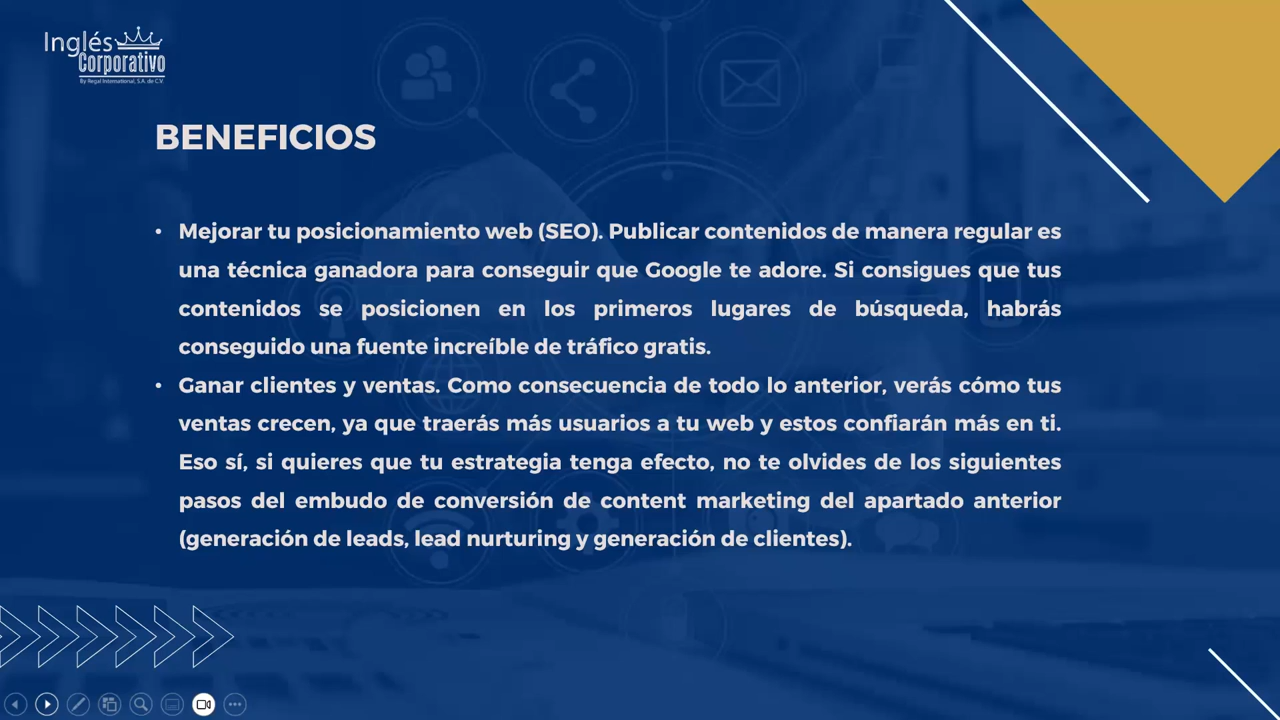 Inglés
Corporativo
By Regal International, S.A. de C.V.
BENEFICIOS
• Mejorar tu posicionamiento web (SEO). Publicar contenidos de manera regular es
una técnica ganadora para conseguir que Google te adore. Si consigues que tus
contenidos se posicionen en los primeros lugares de búsqueda, habrás
conseguido una fuente increíble de tráfico gratis.
• Ganar clientes y ventas. Como consecuencia de todo lo anterior, verás cómo tus
ventas crecen, ya que traerás más usuarios a tu web y estos confiarán más en ti.
Eso sí, si quieres que tu estrategia tenga efecto, no te olvides de los siguientes
pasos del embudo de conversión de content marketing del apartado anterior
(generación de leads, lead nurturing y generación de clientes).